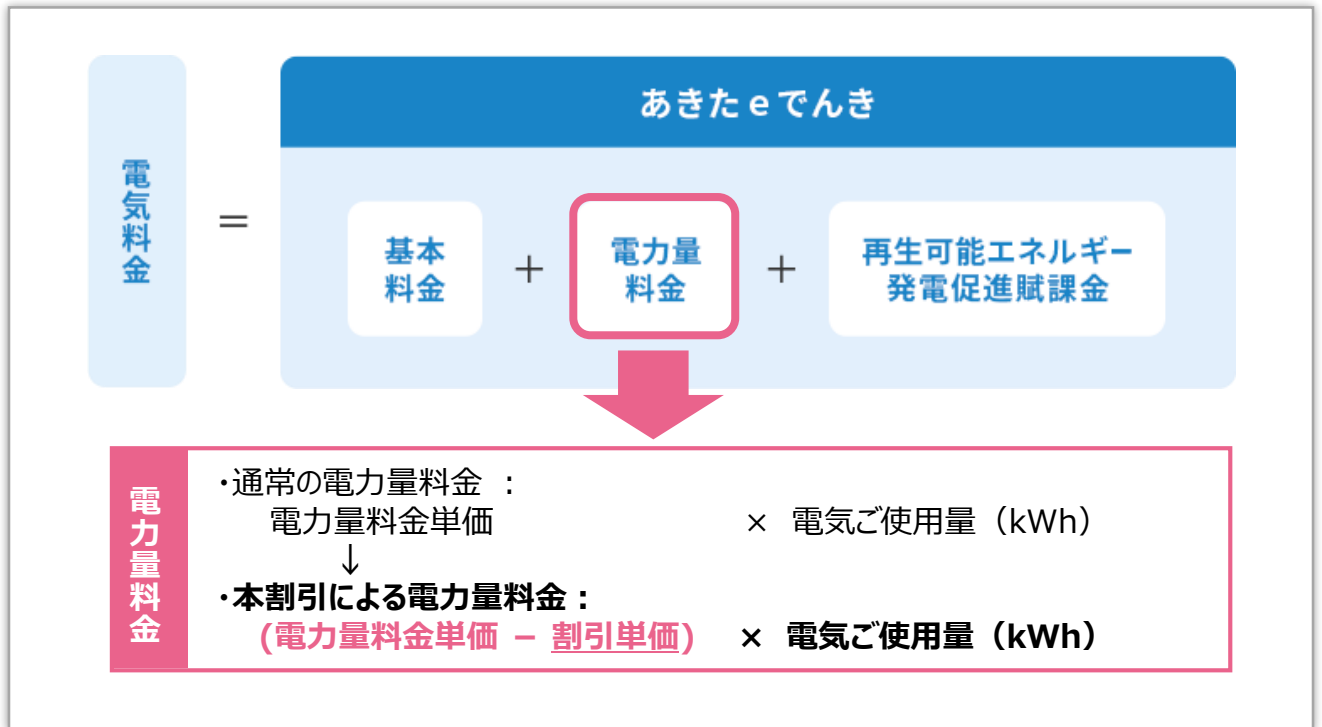 あきたｅでんき
電気料金
＝
基本
料金
＋
電力量
料金
＋
再生可能エネルギー
発電促進賦課金
電力量料金
・通常の電力量料金 ：
電力量料金単価 × 電気ご使用量（kWh）
↓
・本割引による電力量料金：
(電力量料金単価 － 割引単価) × 電気ご使用量（kWh）